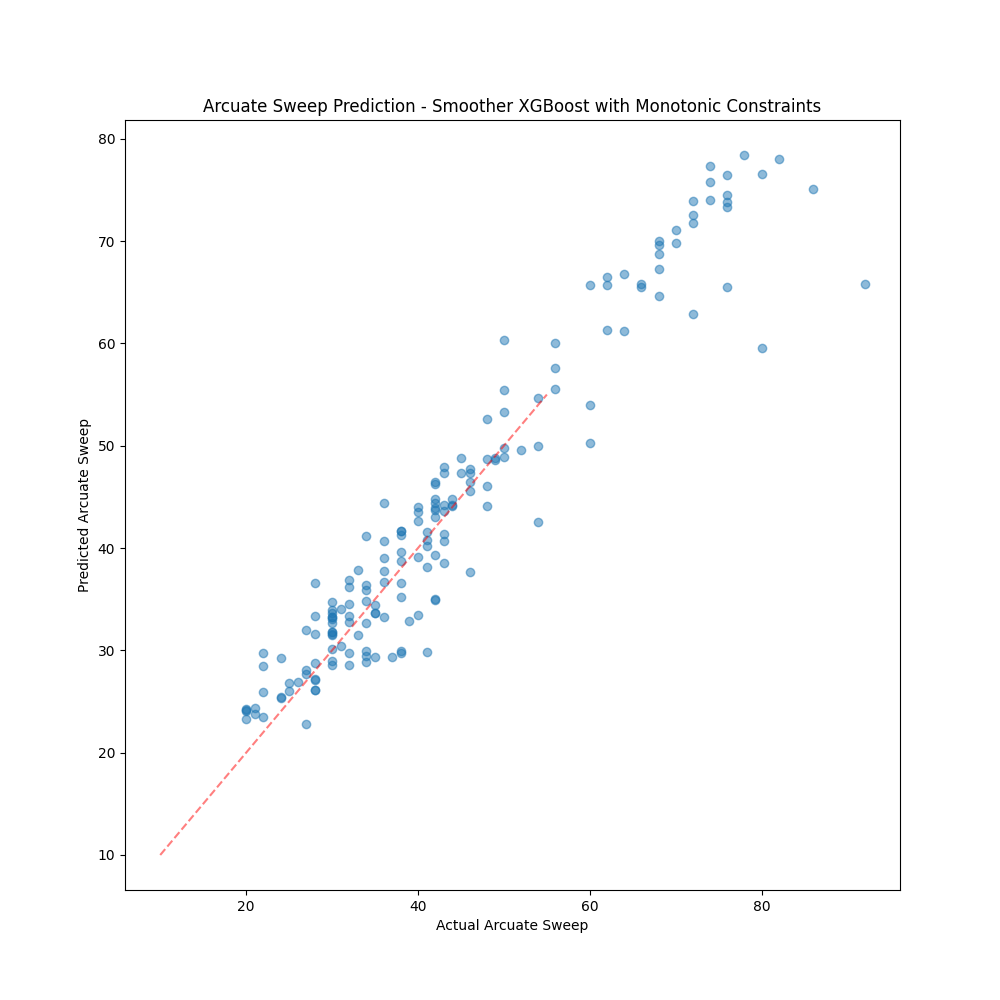 Arcuate Sweep Prediction - Smoother XGBoost with Monotonic Constraints
80
70
60
50
40
30
20
10
Predicted Arcuate Sweep
20 40 60 80
Actual Arcuate Sweep